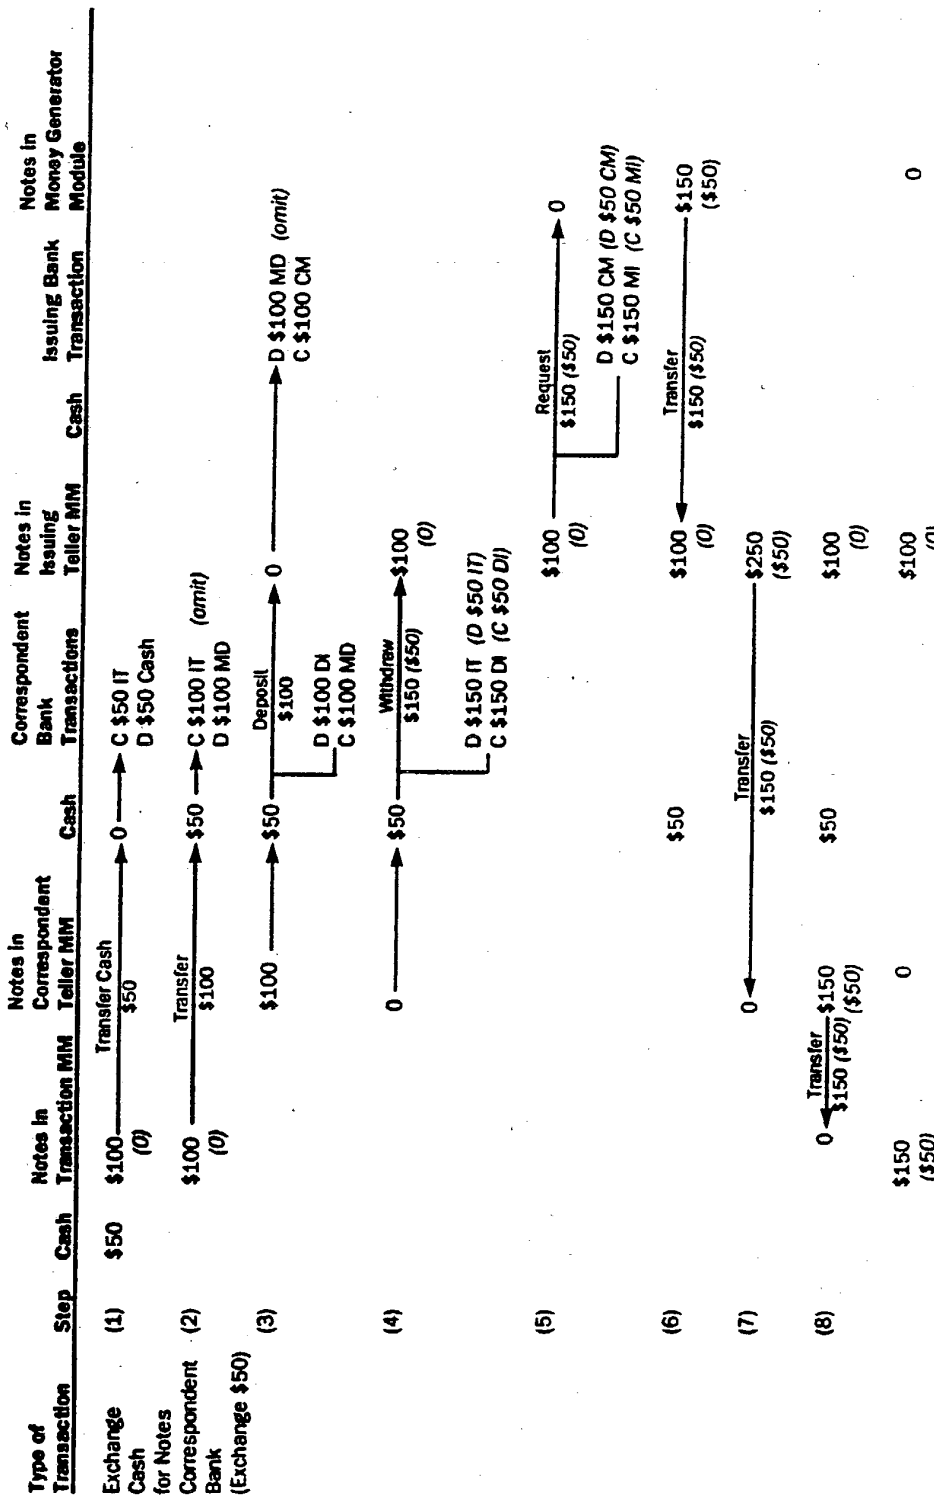 Type of Transaction
Step
Cash
Notes in Transaction MM
Notes in Correspondent Teller MM
Cash
Correspondent Bank Transactions
Notes in Issuing Teller MM
Cash
Issuing Bank Transaction
Notes in Money Generator Module
Exchange Cash for Notes Correspondent Bank (Exchange $50)
(1) $50 $100 Transfer Cash 0 C $50 IT
(0) $50 D $50 Cash
(2) $100 Transfer $50 C $100 IT (omit)
(0) $100 D $100 MD
(3) $100 $50 Deposit 0 D $100 MD (omit)
$100 C $100 CM
D $100 DI
C $100 MD
(4) 0 $50 Withdraw $100
$150 ($50) (0)
D $150 IT (D $50 IT)
C $150 DI (C $50 DI)
(5) $100 Request 0
(0) $150 ($50)
D $150 CM (D $50 CM)
C $150 MI (C $50 MI)
(6) $50 $100 Transfer $150
(0) $150 ($50) ($50)
(7) 0 Transfer $250
$150 ($50) ($50)
(8) 0 Transfer $150 $50 $100
$150 ($50) ($50) (0)
$150 0 $100 0
($50) (0)